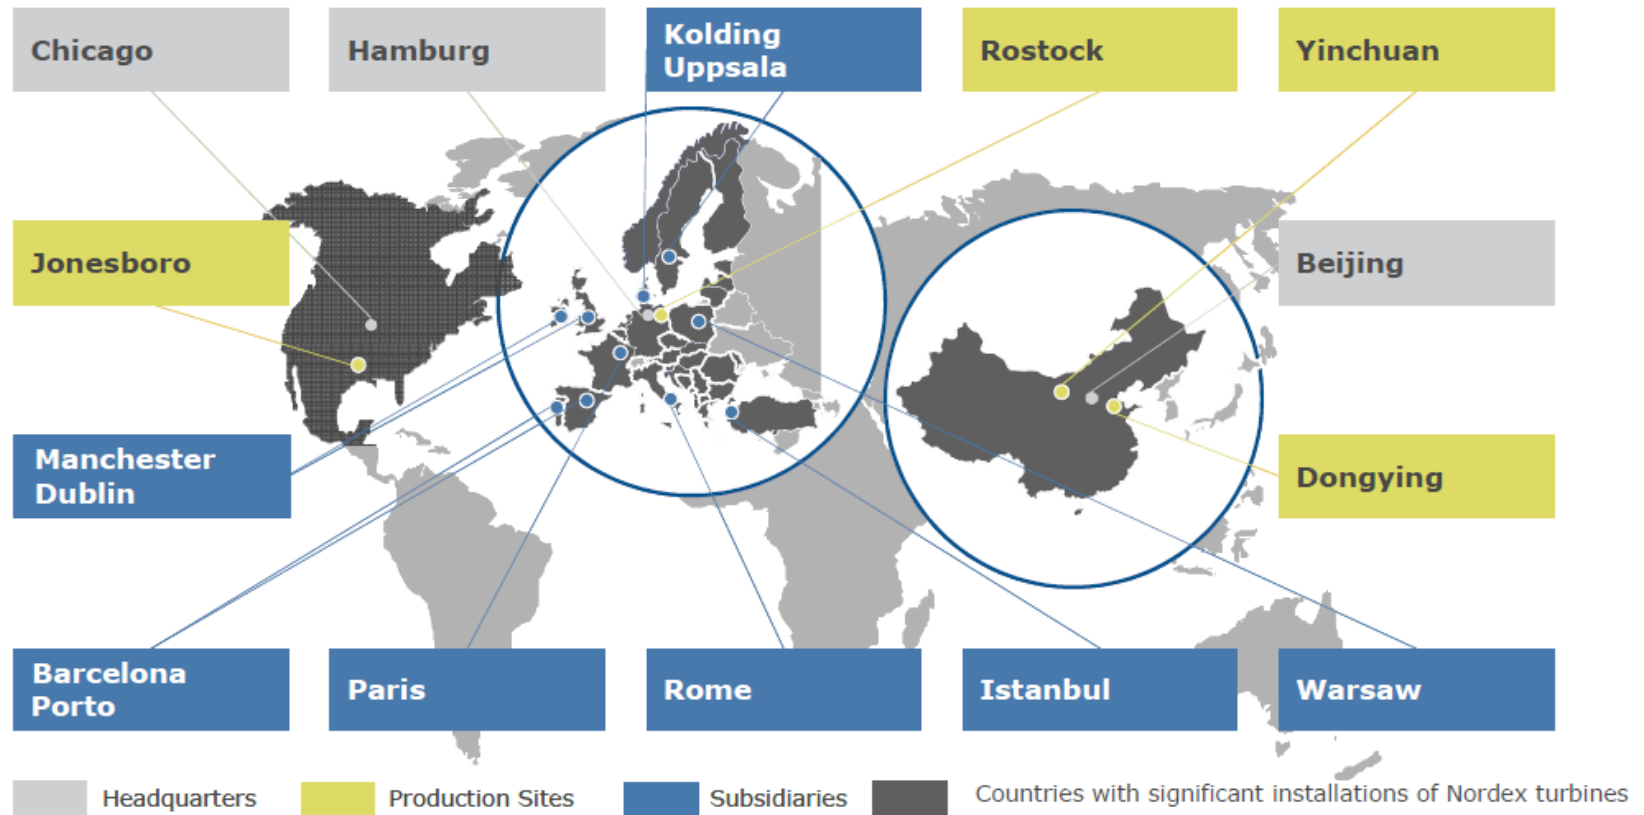 Chicago
Hamburg
Kolding
Uppsala
Rostock
Yinchuan
Jonesboro
Beijing
Manchester
Dublin
Dongying
Barcelona
Porto
Paris
Rome
Istanbul
Warsaw
Headquarters
Production Sites
Subsidiaries
Countries with significant installations of Nordex turbines